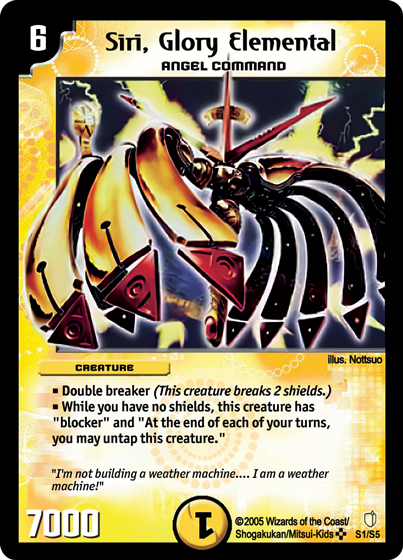 6
Siri, Glory Elemental
ANGEL COMMAND
illus. Nottsuo
CREATURE
▪ Double breaker (This creature breaks 2 shields.)
▪ While you have no shields, this creature has
"blocker" and "At the end of each of your turns,
you may untap this creature."
"I'm not building a weather machine.... I am a weather
machine!"
7000
1
©2005 Wizards of the Coast/
Shogakukan/Mitsui-Kids
S1/S5